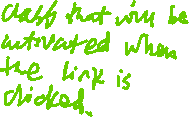 class that will be
activated when
the link is
clicked.